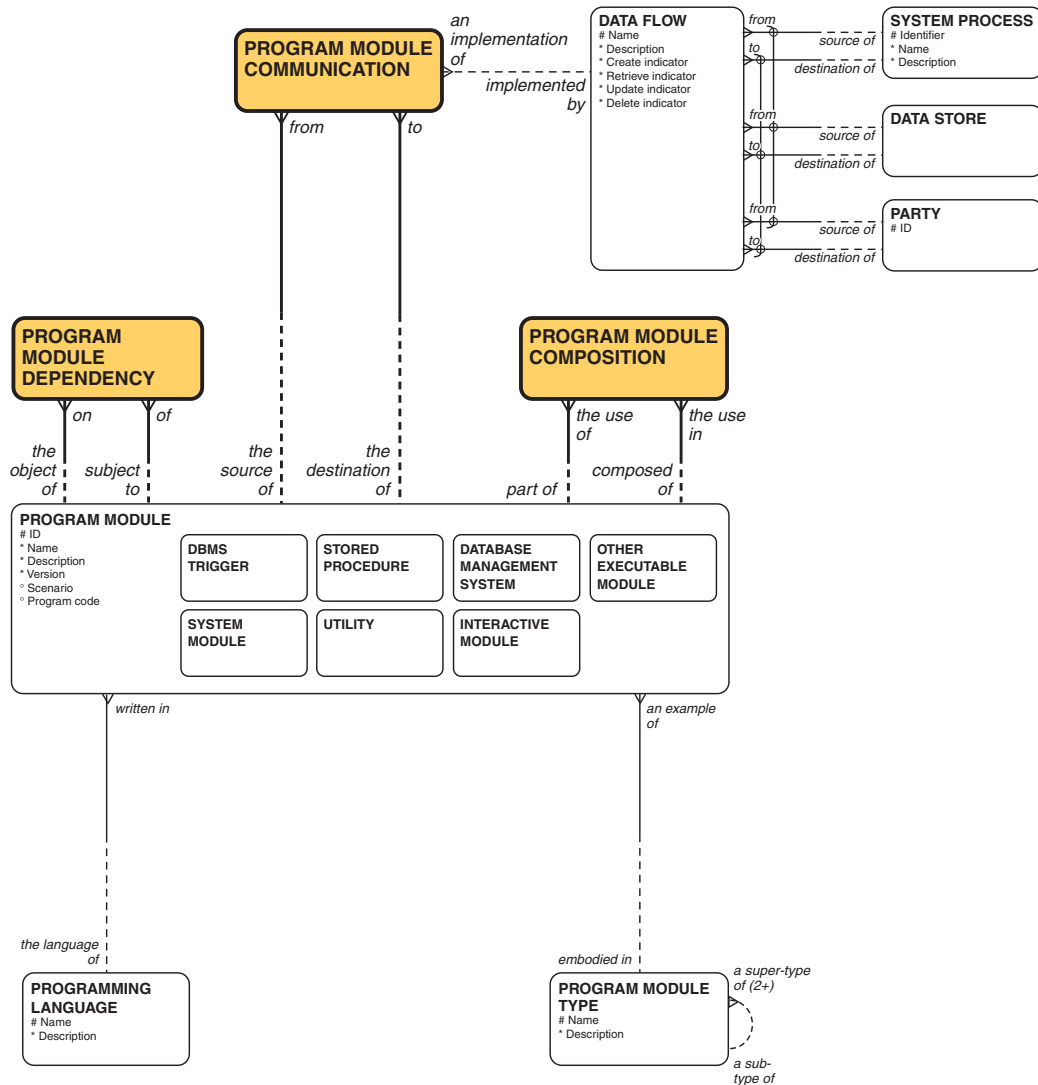 an
implementation
of
PROGRAM MODULE
COMMUNICATION
implemented
by
from
to
DATA FLOW
# Name
* Description
* Create indicator
* Retrieve indicator
* Update indicator
* Delete indicator
from
source of
to
destination of
from
source of
to
destination of
from
source of
to
destination of
SYSTEM PROCESS
# Identifier
* Name
* Description
DATA STORE
PARTY
# ID
PROGRAM
MODULE
DEPENDENCY
on
of
PROGRAM MODULE
COMPOSITION
the use
of
the use
in
the
object
of
subject
to
the
source
of
the
destination
of
part of
composed
of
PROGRAM MODULE
# ID
* Name
* Description
* Version
° Scenario
° Program code
DBMS
TRIGGER
STORED
PROCEDURE
DATABASE
MANAGEMENT
SYSTEM
OTHER
EXECUTABLE
MODULE
SYSTEM
MODULE
UTILITY
INTERACTIVE
MODULE
written in
an example
of
the language
of
embodied in
PROGRAMMING
LANGUAGE
# Name
* Description
PROGRAM MODULE
TYPE
# Name
* Description
a super-type
of (2+)
a sub-
type of